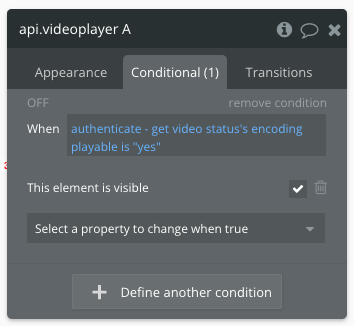 api.videoplayer A
Appearance
Conditional (1)
Transitions
OFF
remove condition
When
authenticate - get video status's encoding
playable is "yes"
3
This element is visible
Select a property to change when true
Define another condition